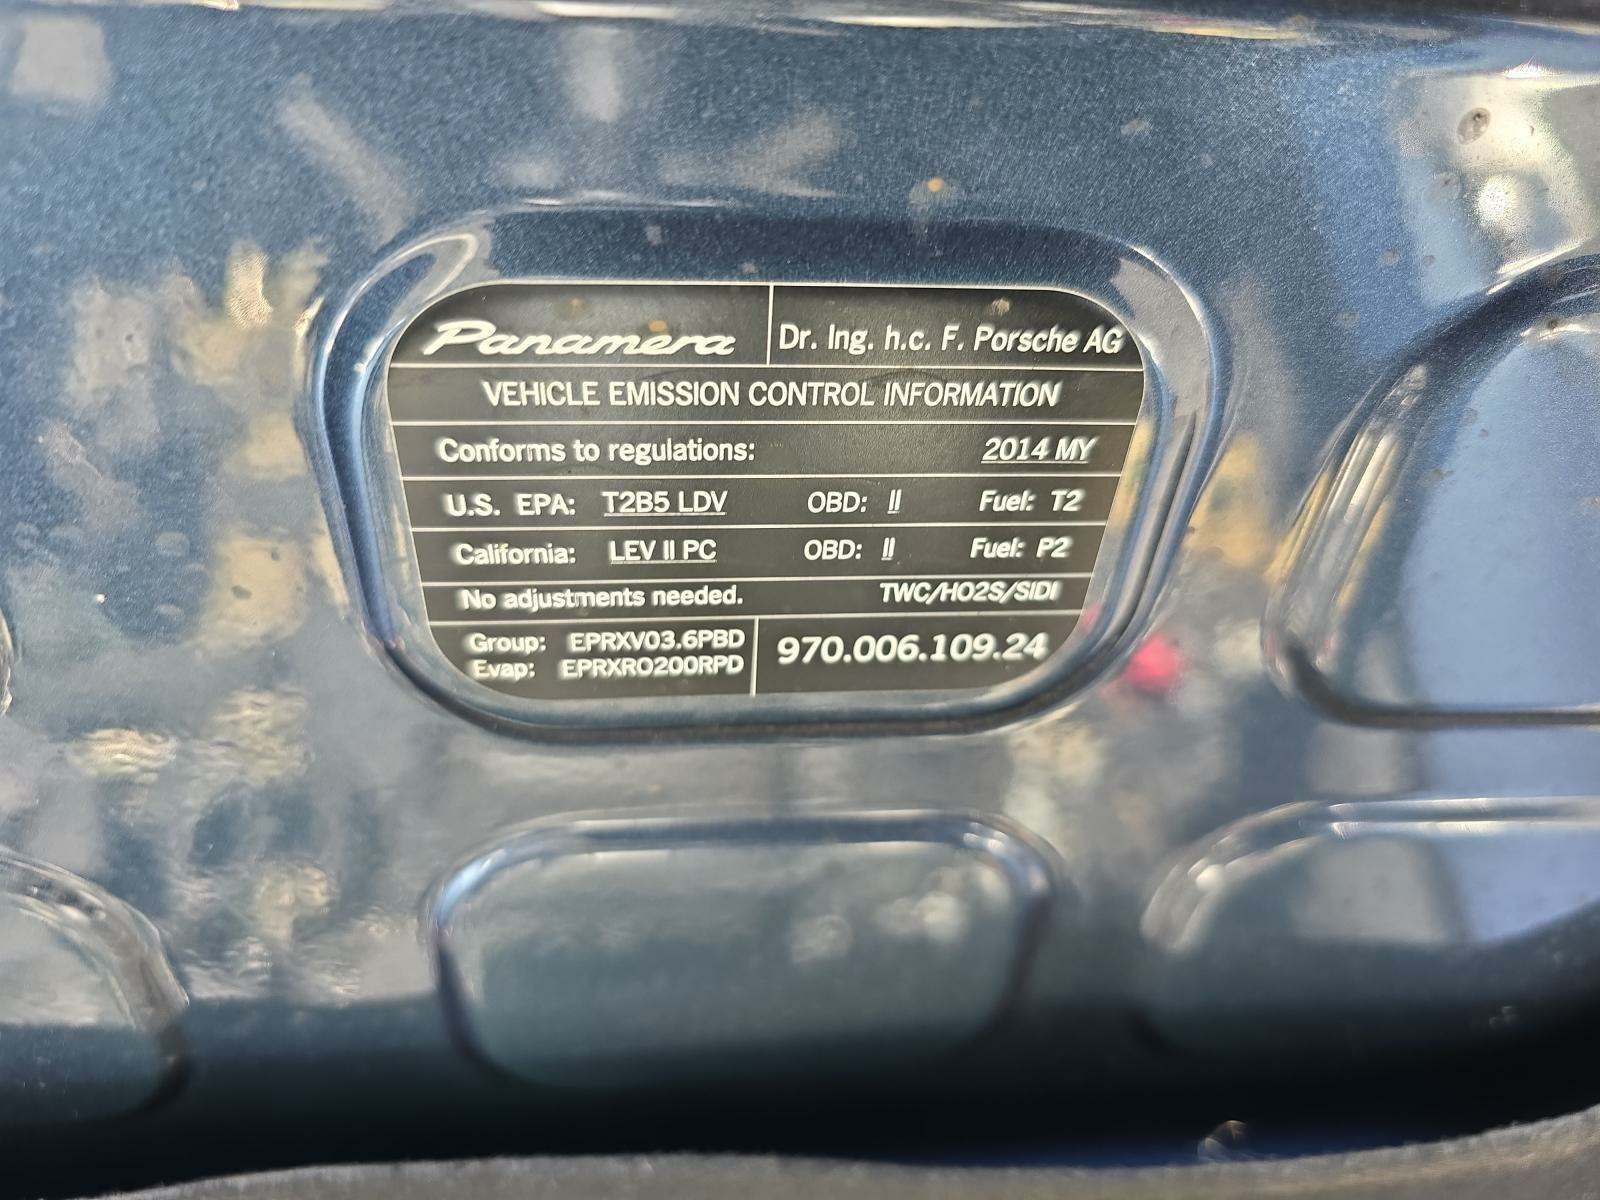 Panamera Dr. Ing. h.c. F. Porsche AG
VEHICLE EMISSION CONTROL INFORMATION
Conforms to regulations: 2014 MY
U.S. EPA: T2B5 LDV OBD: II Fuel: T2
California: LEV II PC OBD: II Fuel: P2
No adjustments needed. TWC/HO2S/SIDI
Group: EPRXV03.6PBD
Evap: EPRXR0200RPD
970.006.109.24